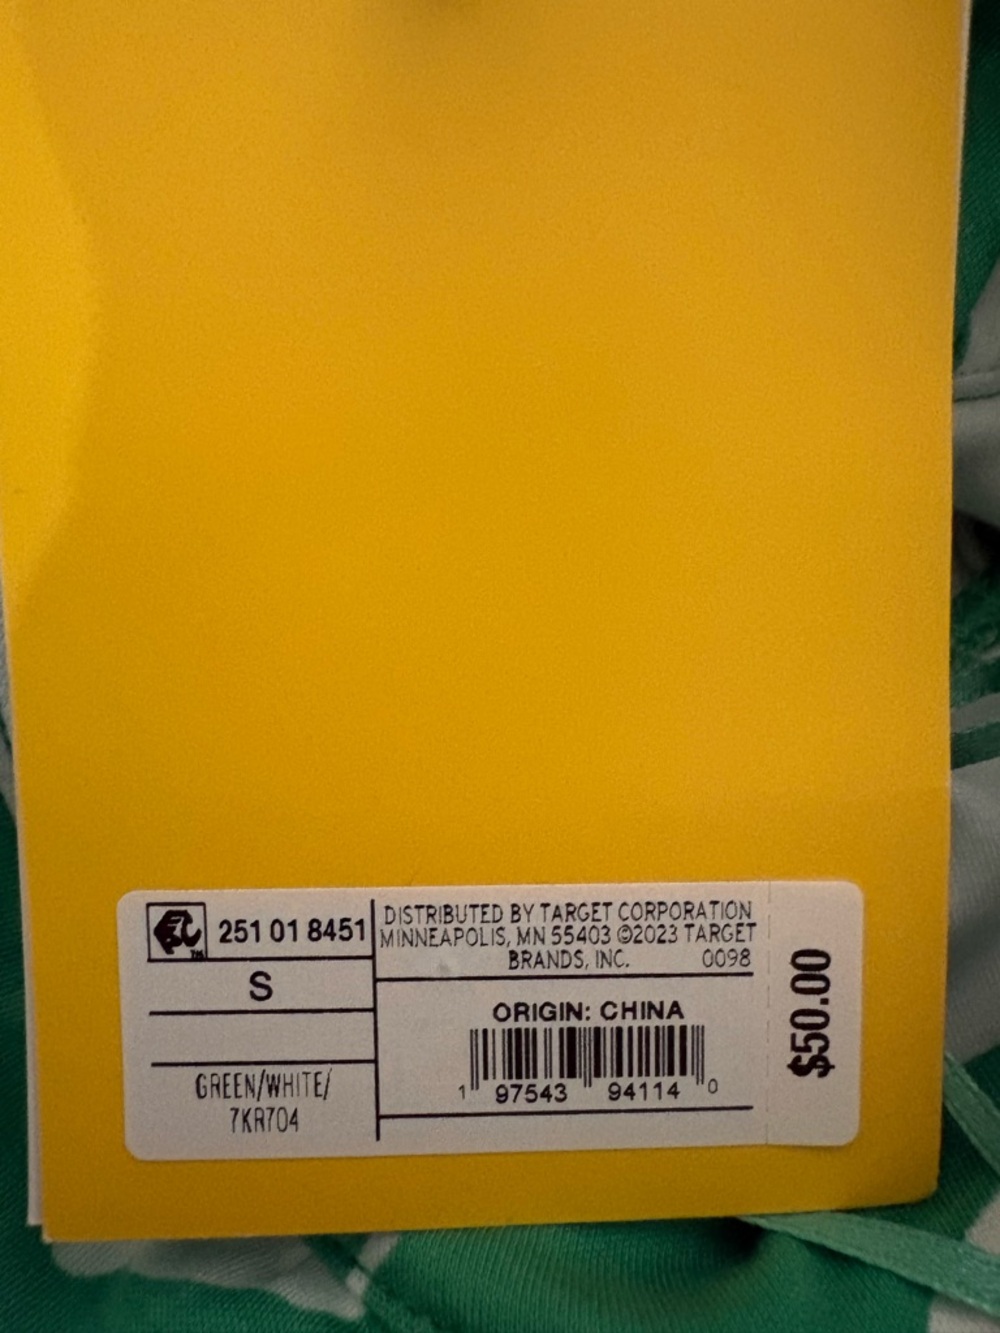 251 01 8451
S
GREEN/WHITE/
7KR704
DISTRIBUTED BY TARGET CORPORATION
MINNEAPOLIS, MN 55403 ©2023 TARGET
BRANDS, INC. 0098
ORIGIN: CHINA
1 97543 94114 0
$50.00